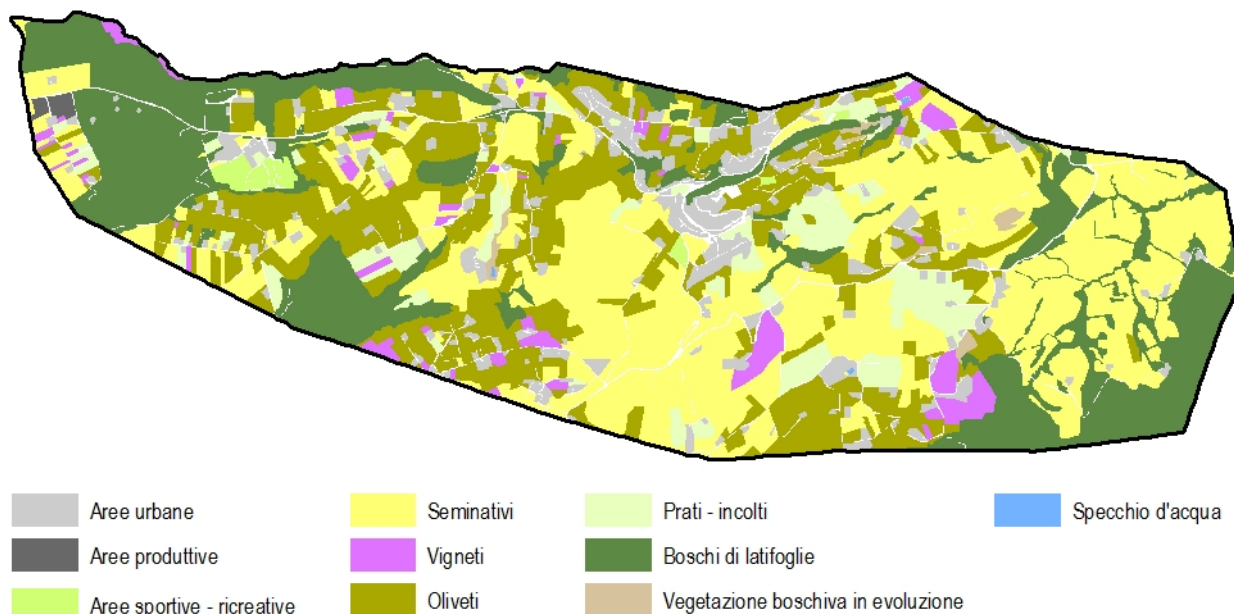 Aree urbane
Aree produttive
Aree sportive - ricreative
Seminativi
Vigneti
Oliveti
Prati - incolti
Boschi di latifoglie
Vegetazione boschiva in evoluzione
Specchio d'acqua